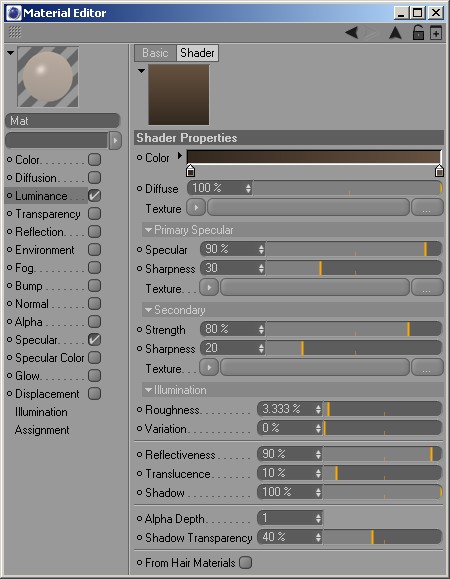 Material Editor
Mat
Color
Diffusion
Luminance
Transparency
Reflection
Environment
Fog
Bump
Normal
Alpha
Specular
Specular Color
Glow
Displacement
Illumination
Assignment
Basic Shader
Shader Properties
Color
Diffuse 100 %
Texture ...
Primary Specular
Specular 90 %
Sharpness 30
Texture ...
Secondary
Strength 80 %
Sharpness 20
Texture ...
Illumination
Roughness 3.333 %
Variation 0 %
Reflectiveness 90 %
Translucence 10 %
Shadow 100 %
Alpha Depth 1
Shadow Transparency 40 %
From Hair Materials